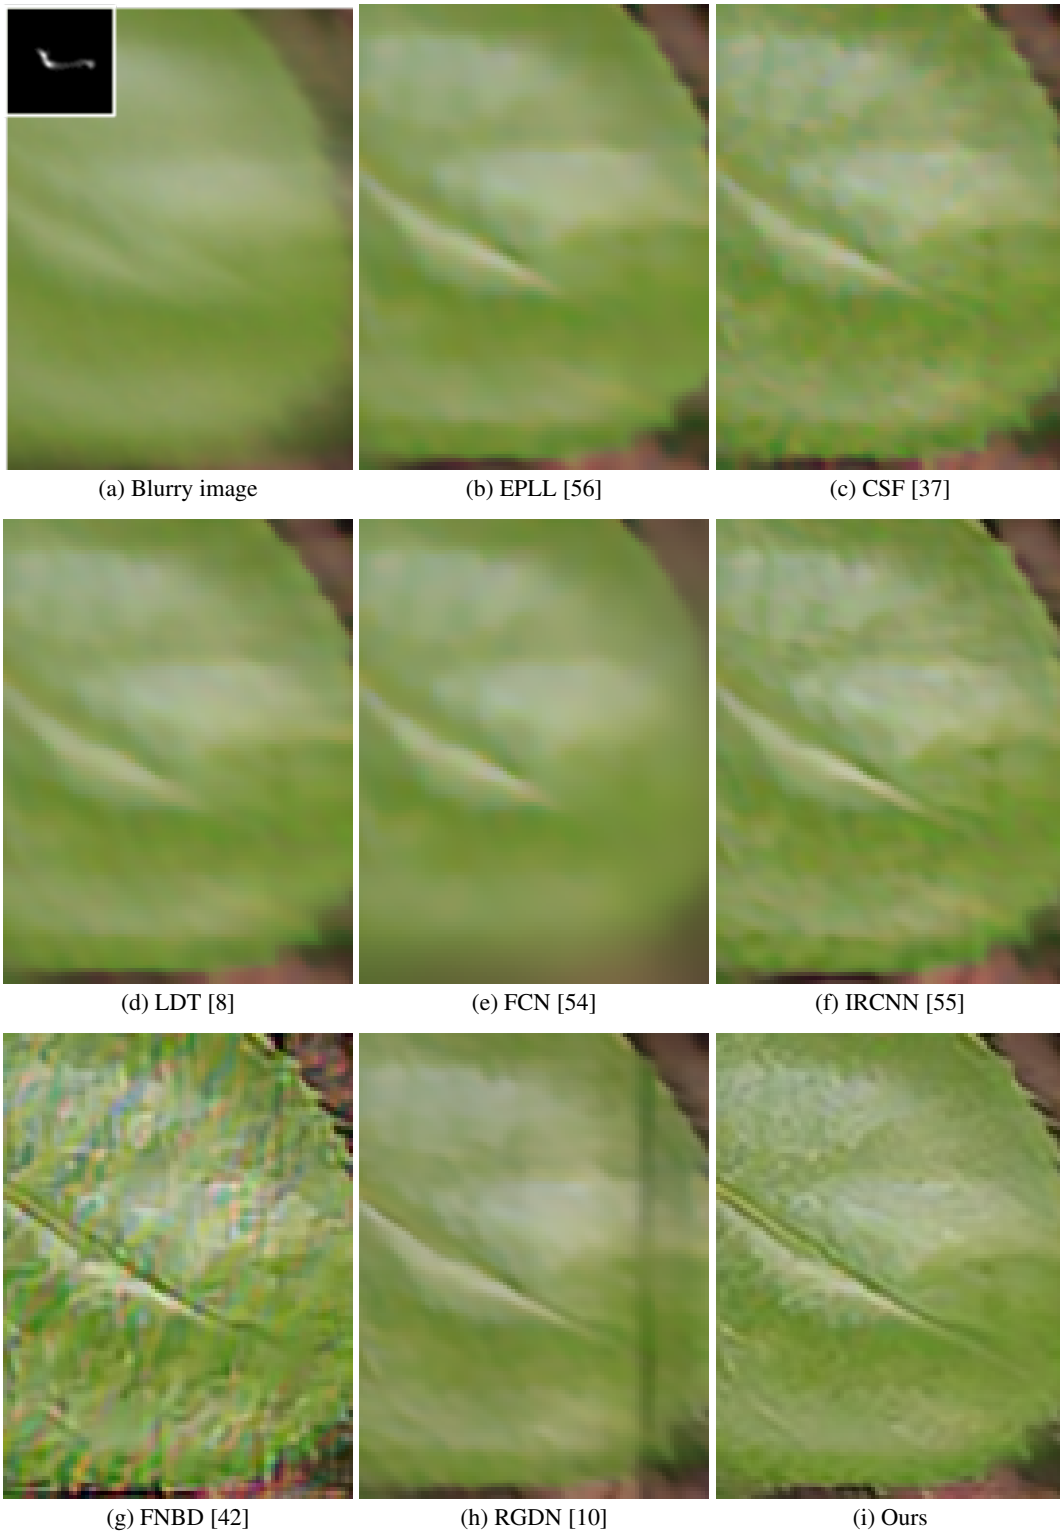 (a) Blurry image
(b) EPLL [56]
(c) CSF [37]
(d) LDT [8]
(e) FCN [54]
(f) IRCNN [55]
(g) FNBD [42]
(h) RGDN [10]
(i) Ours